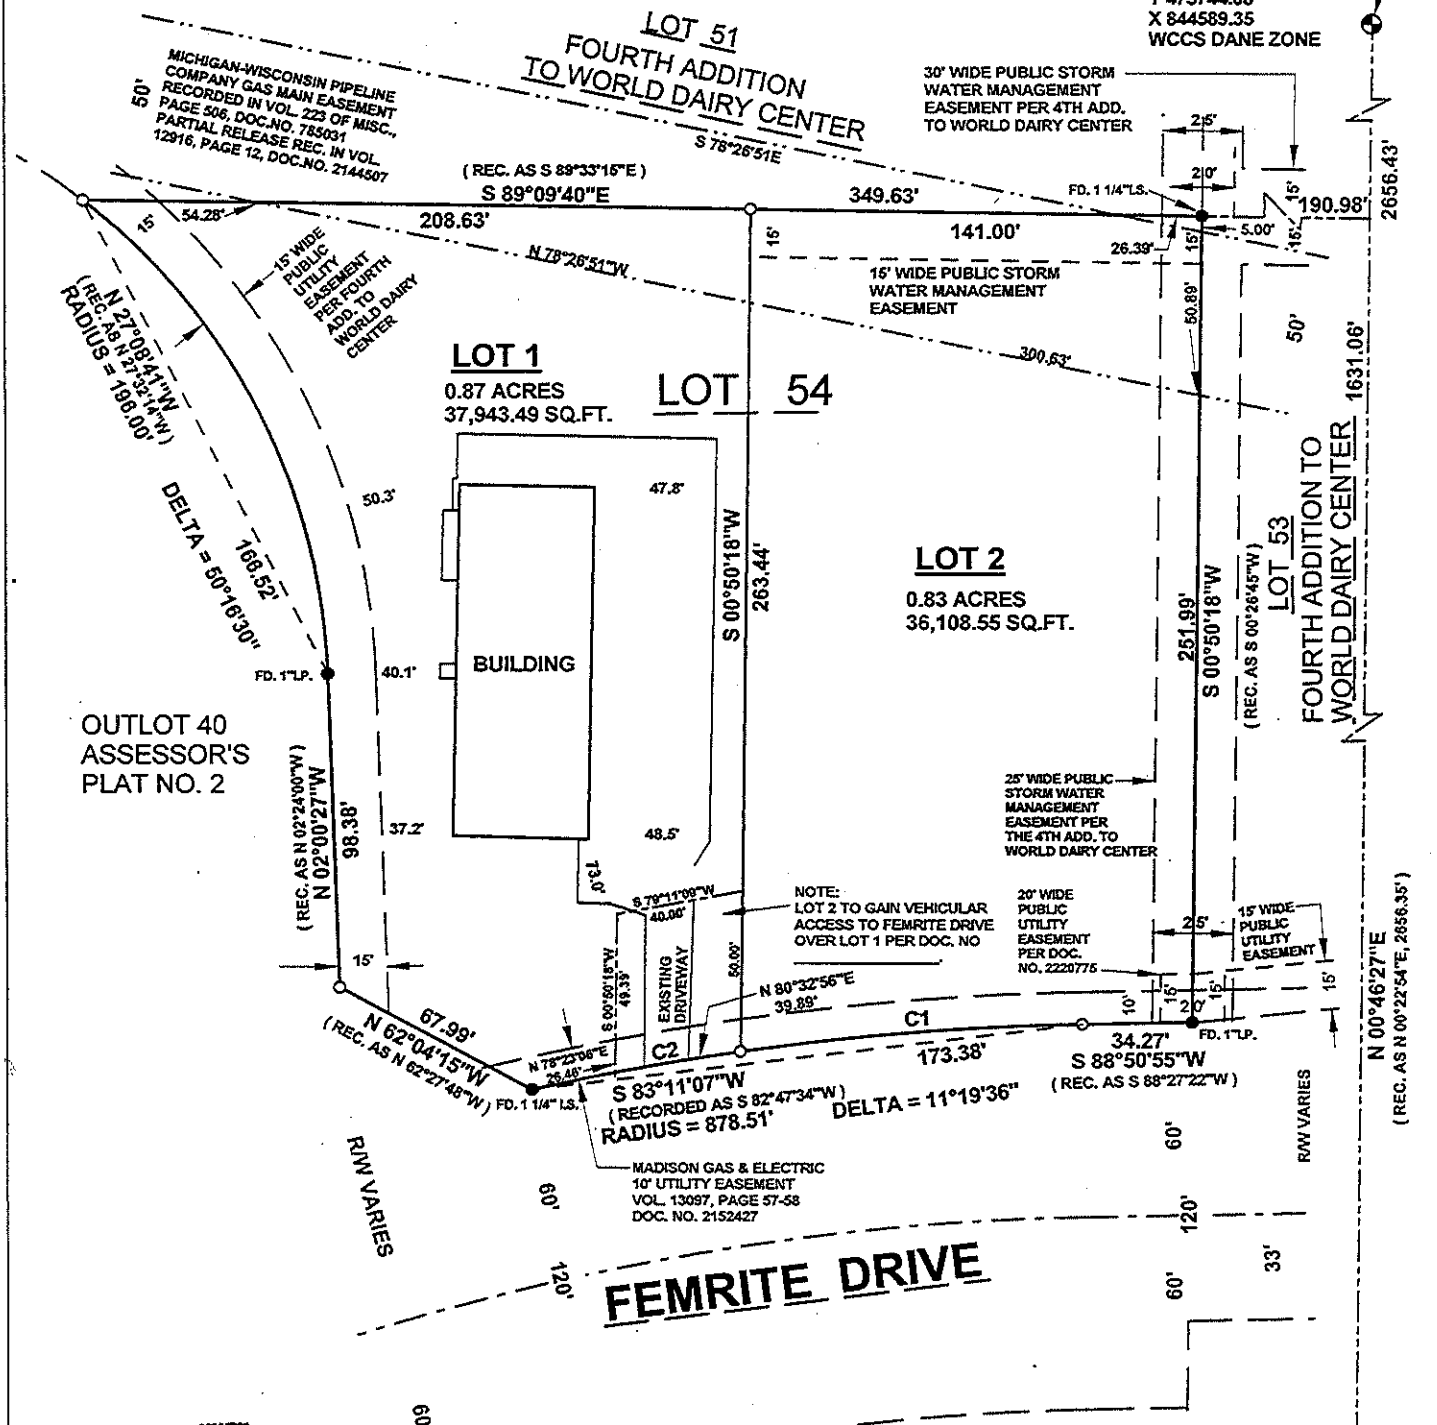 X 844589.35
WCCS DANE ZONE
LOT 51
FOURTH ADDITION
TO WORLD DAIRY CENTER
S 78°26'51"E
50'
MICHIGAN-WISCONSIN PIPELINE
COMPANY GAS MAIN EASEMENT
RECORDED IN VOL. 223 OF MISC.,
PAGE 506, DOC.NO. 785031
PARTIAL RELEASE REC. IN VOL.
12916, PAGE 12, DOC.NO. 2144507
30' WIDE PUBLIC STORM
WATER MANAGEMENT
EASEMENT PER 4TH ADD.
TO WORLD DAIRY CENTER
25'
20'
15'
15'
FD. 1 1/4" I.S.
190.98'
2656.43'
(REC. AS S 89°33'15"E)
S 89°09'40"E
349.63'
54.28'
208.63'
141.00'
26.39'
5.00'
15'
15'
15'
N 78°26'51"W
15' WIDE PUBLIC STORM
WATER MANAGEMENT
EASEMENT
50.89'
300.63'
50'
1631.06'
15' WIDE
PUBLIC
UTILITY
EASEMENT
PER FOURTH
ADD. TO
WORLD DAIRY
CENTER
N 27°08'41"W
(REC. AS N 27°32'14"W)
RADIUS = 196.00'
166.52'
DELTA = 50°16'30"
LOT 1
0.87 ACRES
37,943.49 SQ.FT.
LOT 54
50.3'
47.8'
S 00°50'18"W
263.44'
LOT 2
0.83 ACRES
36,108.55 SQ.FT.
251.99'
S 00°50'18"W
(REC. AS S 00°26'45"W)
LOT 53
FOURTH ADDITION TO
WORLD DAIRY CENTER
BUILDING
FD. 1" I.P.
40.1'
OUTLOT 40
ASSESSOR'S
PLAT NO. 2
(REC. AS N 02°24'00"W)
N 02°00'27"W
98.38'
37.2'
48.5'
73.0'
25' WIDE PUBLIC
STORM WATER
MANAGEMENT
EASEMENT PER
THE 4TH ADD. TO
WORLD DAIRY CENTER
S 79°11'09"W
40.00'
NOTE:
LOT 2 TO GAIN VEHICULAR
ACCESS TO FEMRITE DRIVE
OVER LOT 1 PER DOC. NO
20' WIDE
PUBLIC
UTILITY
EASEMENT
PER DOC.
NO. 2220775
25'
15' WIDE
PUBLIC
UTILITY
EASEMENT
15'
S 00°50'18"W
49.39'
EXISTING
DRIVEWAY
50.00'
N 80°32'56"E
39.89'
10'
15'
15'
20'
15'
67.99'
N 62°04'15"W
(REC. AS N 62°27'48"W)
N 78°23'06"E
26.46'
C2
C1
FD. 1" I.P.
34.27'
S 88°50'55"W
(REC. AS S 88°27'22"W)
173.38'
FD. 1 1/4" I.S.
S 83°11'07"W
(RECORDED AS S 82°47'34"W)
RADIUS = 878.51'
DELTA = 11°19'36"
N 00°46'27"E
(REC. AS N 00°22'54"E, 2656.35')
R/W VARIES
R/W VARIES
MADISON GAS & ELECTRIC
10' UTILITY EASEMENT
VOL. 13097, PAGE 57-58
DOC. NO. 2152427
60'
120'
60'
120'
60'
33'
FEMRITE DRIVE